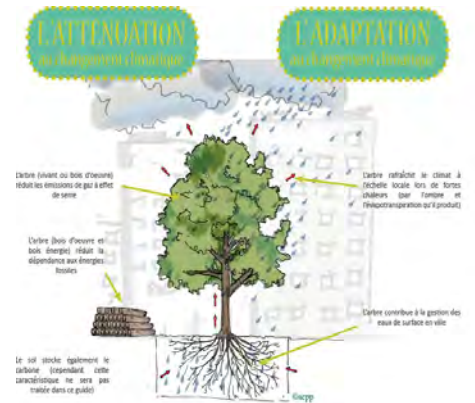 L'ATTENUATION
au changement climatique
L'ADAPTATION
au changement climatique
L'arbre (vivant ou bois d'oeuvre)
réduit les émissions de gaz à effet
de serre
L'arbre (bois d'oeuvre et
bois énergie) réduit la
dépendance aux énergies
fossiles
Le sol stocke également le
carbone (cependant cette
caractéristique ne sera pas
traitée dans ce guide)
L'arbre rafraîchit le climat à
l'échelle locale lors de fortes
chaleurs (par l'ombre et
l'évapotranspiration qu'il produit)
L'arbre contribue à la gestion des
eaux de surface en ville
©acpp